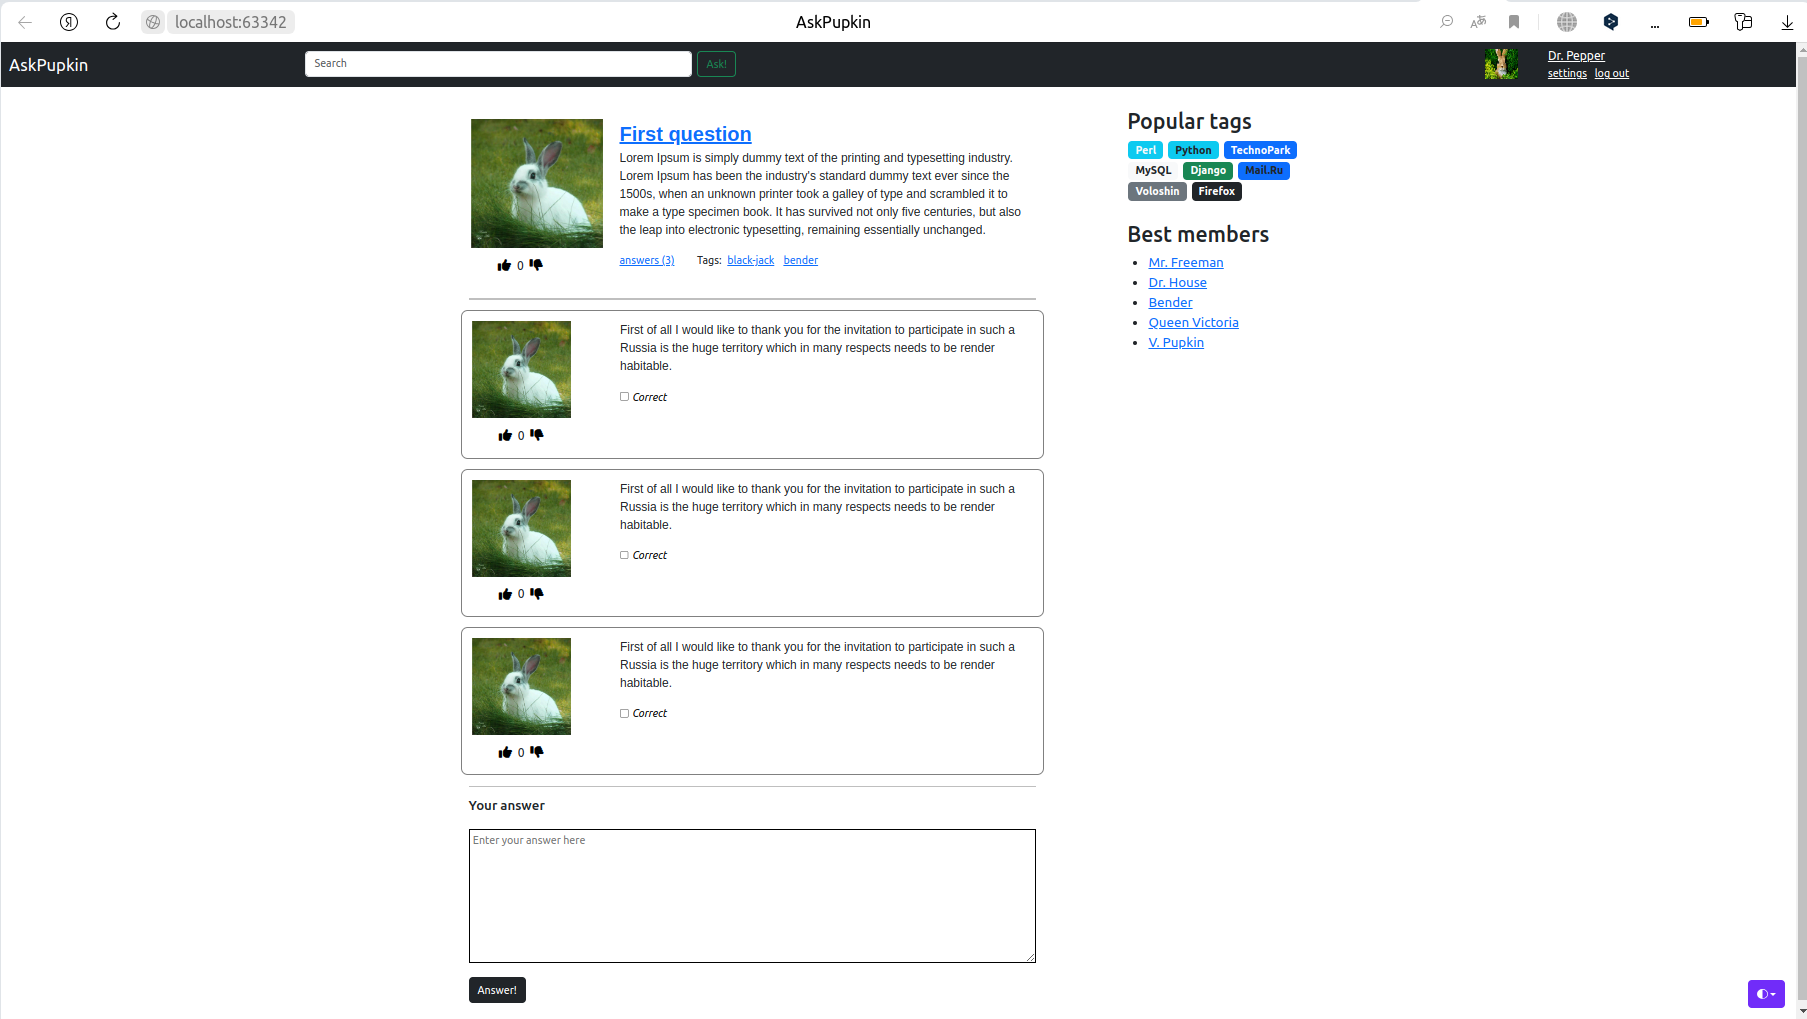 localhost:63342
AskPupkin
AskPupkin
Search
Ask!
Dr. Pepper
settings log out
First question
Lorem Ipsum is simply dummy text of the printing and typesetting industry.
Lorem Ipsum has been the industry's standard dummy text ever since the
1500s, when an unknown printer took a galley of type and scrambled it to
make a type specimen book. It has survived not only five centuries, but also
the leap into electronic typesetting, remaining essentially unchanged.
0
answers (3) Tags: black-jack bender
First of all I would like to thank you for the invitation to participate in such a
Russia is the huge territory which in many respects needs to be render
habitable.
Correct
0
First of all I would like to thank you for the invitation to participate in such a
Russia is the huge territory which in many respects needs to be render
habitable.
Correct
0
First of all I would like to thank you for the invitation to participate in such a
Russia is the huge territory which in many respects needs to be render
habitable.
Correct
0
Your answer
Enter your answer here
Answer!
Popular tags
Perl Python TechnoPark
MySQL Django Mail.Ru
Voloshin Firefox
Best members
Mr. Freeman
Dr. House
Bender
Queen Victoria
V. Pupkin